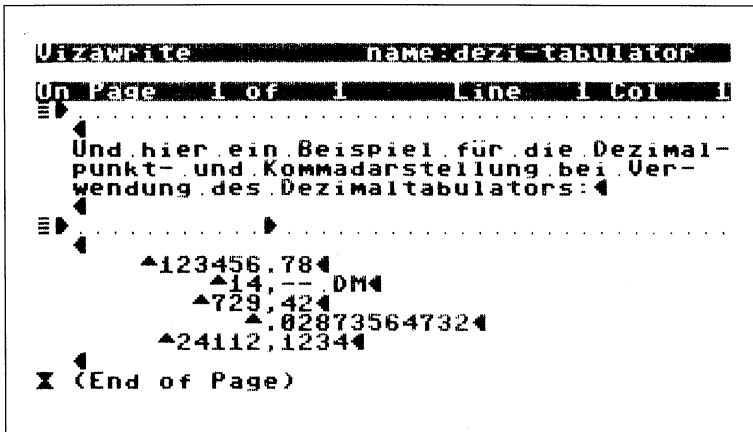 Vizawrite name:dezi-tabulator
On Page 1 of 1 Line 1 Col 1
Und hier ein Beispiel für die Dezimal-
punkt- und Kommadarstellung bei Ver-
wendung des Dezimaltabulators:
123456.78
14,-- DM
729,42
.02873564732
24112,1234
(End of Page)